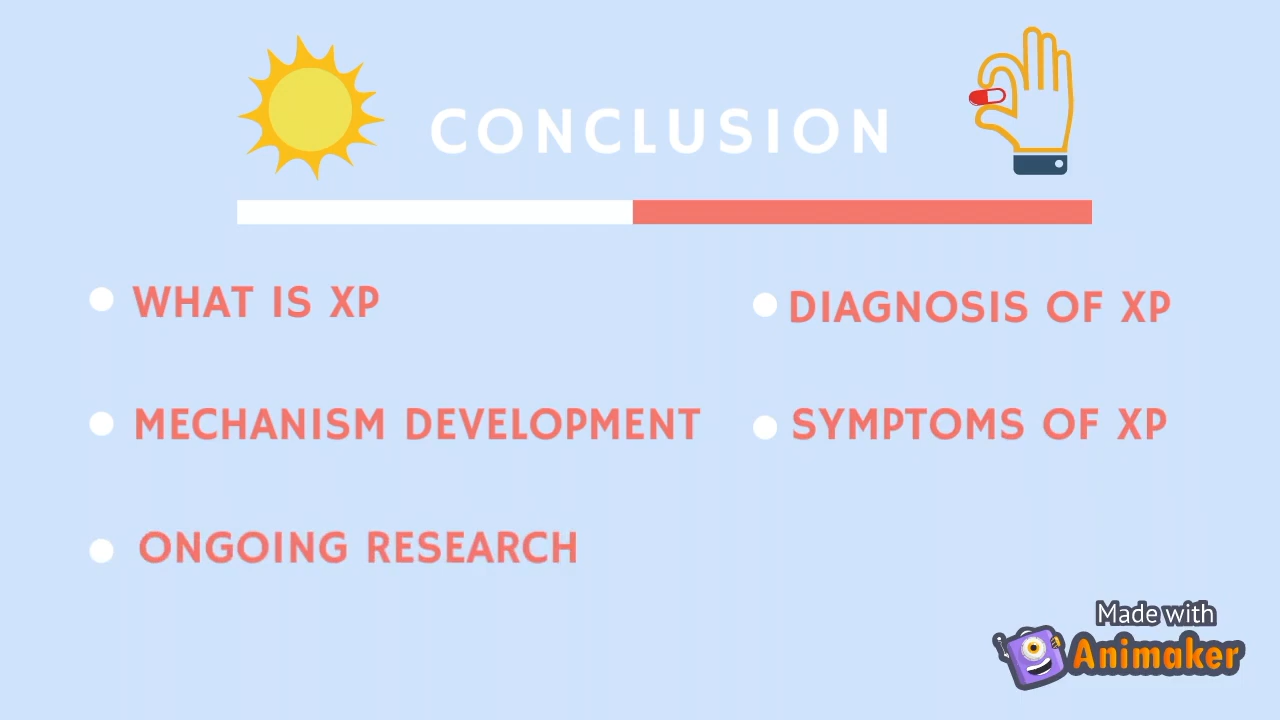 CONCLUSION
WHAT IS XP
MECHANISM DEVELOPMENT
ONGOING RESEARCH
DIAGNOSIS OF XP
SYMPTOMS OF XP
Made with
Animaker